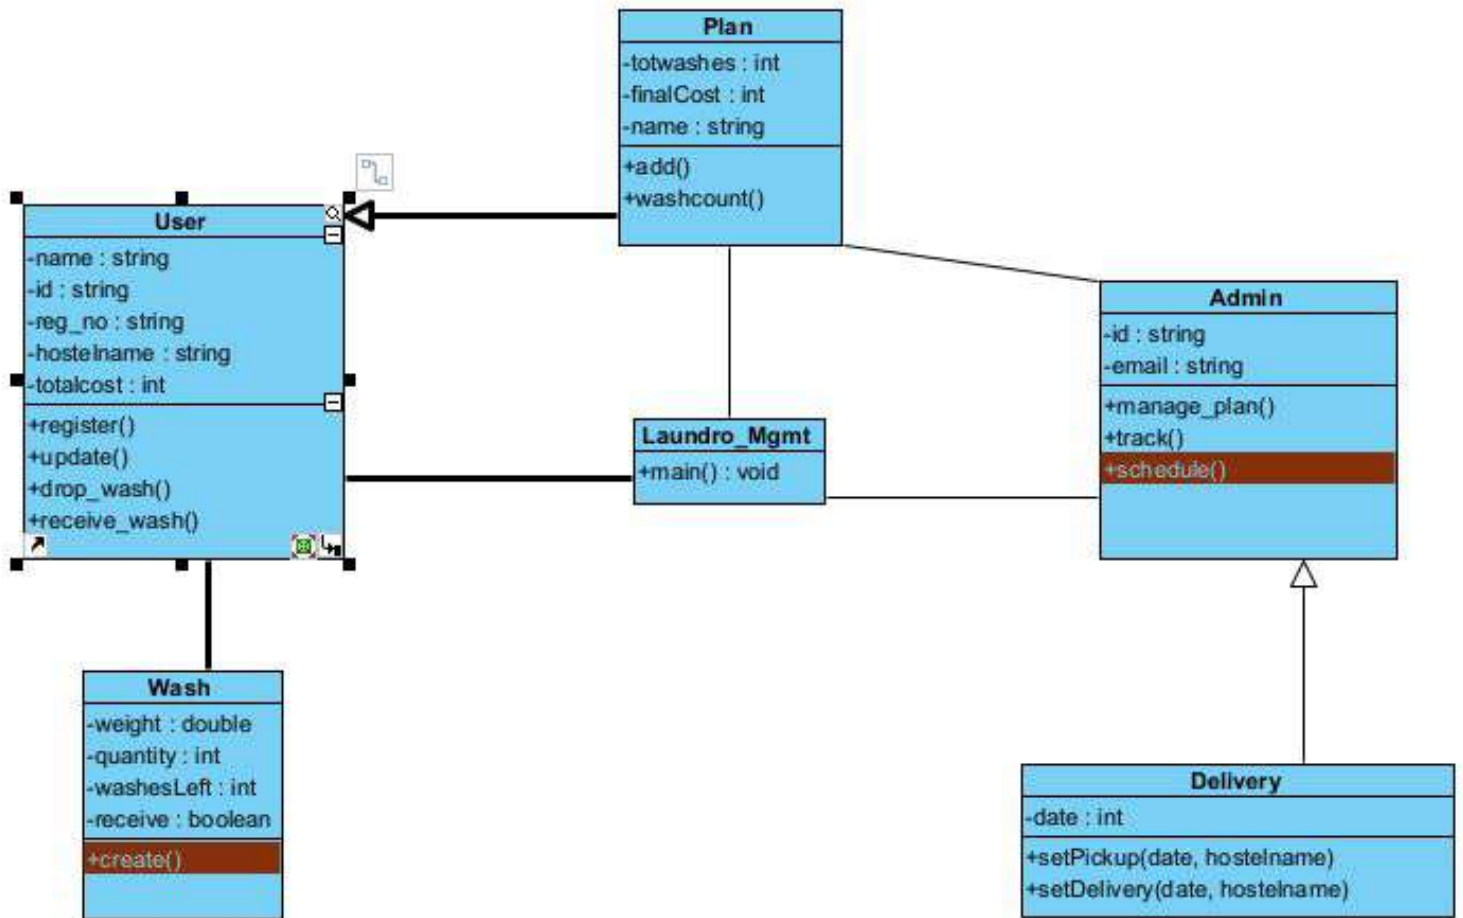 Plan
-totwashes : int
-finalCost : int
-name : string
+add()
+washcount()
User
-name : string
-id : string
-reg_no : string
-hostelname : string
-totalcost : int
+register()
+update()
+drop_wash()
+receive_wash()
Admin
-id : string
-email : string
+manage_plan()
+track()
+schedule()
Laundro_Mgmt
+main() : void
Wash
-weight : double
-quantity : int
-washesLeft : int
-receive : boolean
+create()
Delivery
-date : int
+setPickup(date, hostelname)
+setDelivery(date, hostelname)